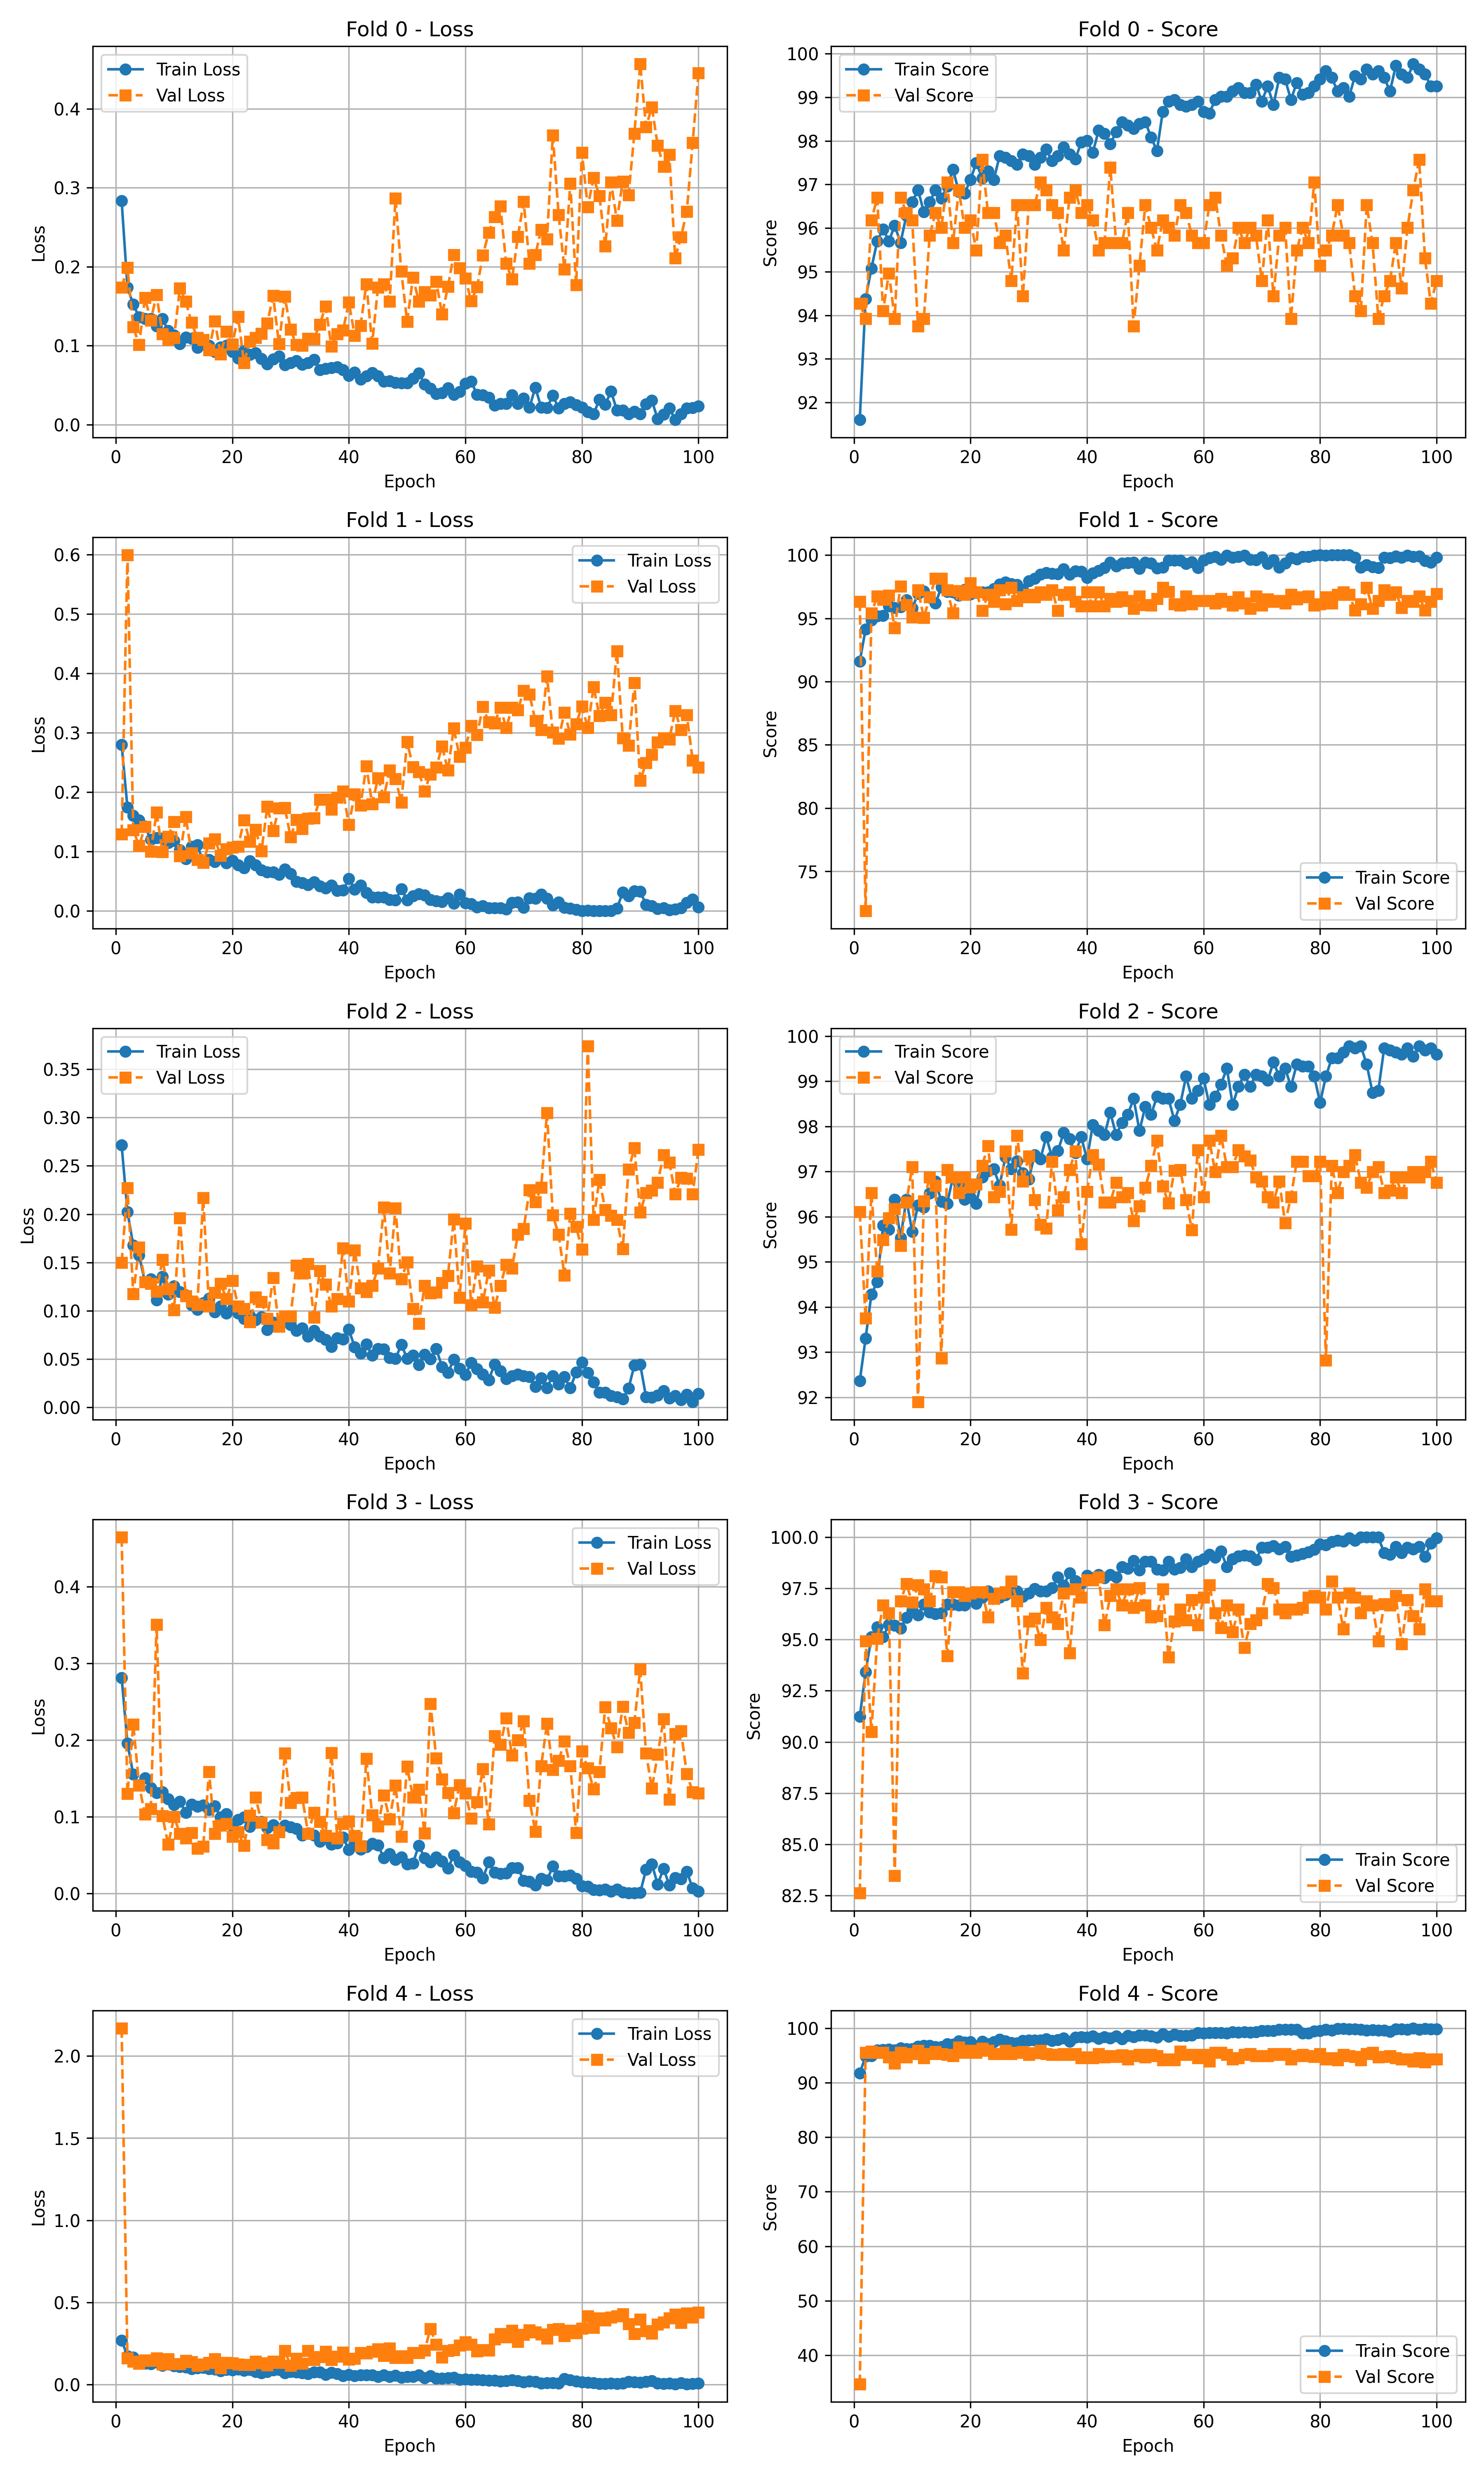 Fold 0 - Loss
Train Loss
Val Loss
Loss
0.4
0.3
0.2
0.1
0.0
0 20 40 60 80 100
Epoch
Fold 0 - Score
Train Score
Val Score
Score
100
99
98
97
96
95
94
93
92
0 20 40 60 80 100
Epoch
Fold 1 - Loss
Train Loss
Val Loss
Loss
0.6
0.5
0.4
0.3
0.2
0.1
0.0
0 20 40 60 80 100
Epoch
Fold 1 - Score
Score
100
95
90
85
80
75
Train Score
Val Score
0 20 40 60 80 100
Epoch
Fold 2 - Loss
Train Loss
Val Loss
Loss
0.35
0.30
0.25
0.20
0.15
0.10
0.05
0.00
0 20 40 60 80 100
Epoch
Fold 2 - Score
Train Score
Val Score
Score
100
99
98
97
96
95
94
93
92
0 20 40 60 80 100
Epoch
Fold 3 - Loss
Train Loss
Val Loss
Loss
0.4
0.3
0.2
0.1
0.0
0 20 40 60 80 100
Epoch
Fold 3 - Score
Score
100.0
97.5
95.0
92.5
90.0
87.5
85.0
82.5
Train Score
Val Score
0 20 40 60 80 100
Epoch
Fold 4 - Loss
Train Loss
Val Loss
Loss
2.0
1.5
1.0
0.5
0.0
0 20 40 60 80 100
Epoch
Fold 4 - Score
Score
100
90
80
70
60
50
40
Train Score
Val Score
0 20 40 60 80 100
Epoch